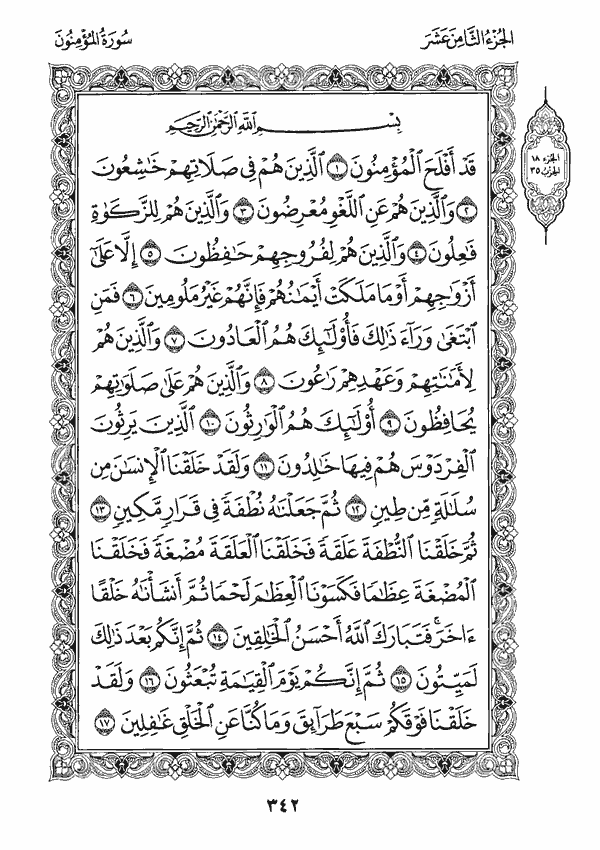 الجزء الثامن عشر
سورة المؤمنون
الجزء ١٨
الحزب ٣٥
بِسْمِ اللَّهِ الرَّحْمَٰنِ الرَّحِيمِ
قَدْ أَفْلَحَ الْمُؤْمِنُونَ ١ الَّذِينَ هُمْ فِي صَلَاتِهِمْ خَاشِعُونَ
٢ وَالَّذِينَ هُمْ عَنِ اللَّغْوِ مُعْرِضُونَ ٣ وَالَّذِينَ هُمْ لِلزَّكَوٰةِ
فَاعِلُونَ ٤ وَالَّذِينَ هُمْ لِفُرُوجِهِمْ حَافِظُونَ ٥ إِلَّا عَلَىٰ
أَزْوَاجِهِمْ أَوْ مَا مَلَكَتْ أَيْمَانُهُمْ فَإِنَّهُمْ غَيْرُ مَلُومِينَ ٦ فَمَنِ
ابْتَغَىٰ وَرَآءَ ذَٰلِكَ فَأُولَٰٓئِكَ هُمُ الْعَادُونَ ٧ وَالَّذِينَ هُمْ
لِأَمَانَاتِهِمْ وَعَهْدِهِمْ رَاعُونَ ٨ وَالَّذِينَ هُمْ عَلَىٰ صَلَوَاتِهِمْ
يُحَافِظُونَ ٩ أُولَٰٓئِكَ هُمُ الْوَارِثُونَ ١٠ الَّذِينَ يَرِثُونَ
الْفِرْدَوْسَ هُمْ فِيهَا خَالِدُونَ ١١ وَلَقَدْ خَلَقْنَا الْإِنسَانَ مِن
سُلَالَةٍ مِّن طِينٍ ١٢ ثُمَّ جَعَلْنَاهُ نُطْفَةً فِي قَرَارٍ مَّكِينٍ ١٣
ثُمَّ خَلَقْنَا النُّطْفَةَ عَلَقَةً فَخَلَقْنَا الْعَلَقَةَ مُضْغَةً فَخَلَقْنَا
الْمُضْغَةَ عِظَامًا فَكَسَوْنَا الْعِظَامَ لَحْمًا ثُمَّ أَنشَأْنَاهُ خَلْقًا
ءَاخَرَ ۚ فَتَبَارَكَ اللَّهُ أَحْسَنُ الْخَالِقِينَ ١٤ ثُمَّ إِنَّكُم بَعْدَ ذَٰلِكَ
لَمَيِّتُونَ ١٥ ثُمَّ إِنَّكُمْ يَوْمَ الْقِيَامَةِ تُبْعَثُونَ ١٦ وَلَقَدْ
خَلَقْنَا فَوْقَكُمْ سَبْعَ طَرَآئِقَ وَمَا كُنَّا عَنِ الْخَلْقِ غَافِلِينَ ١٧
٣٤٢